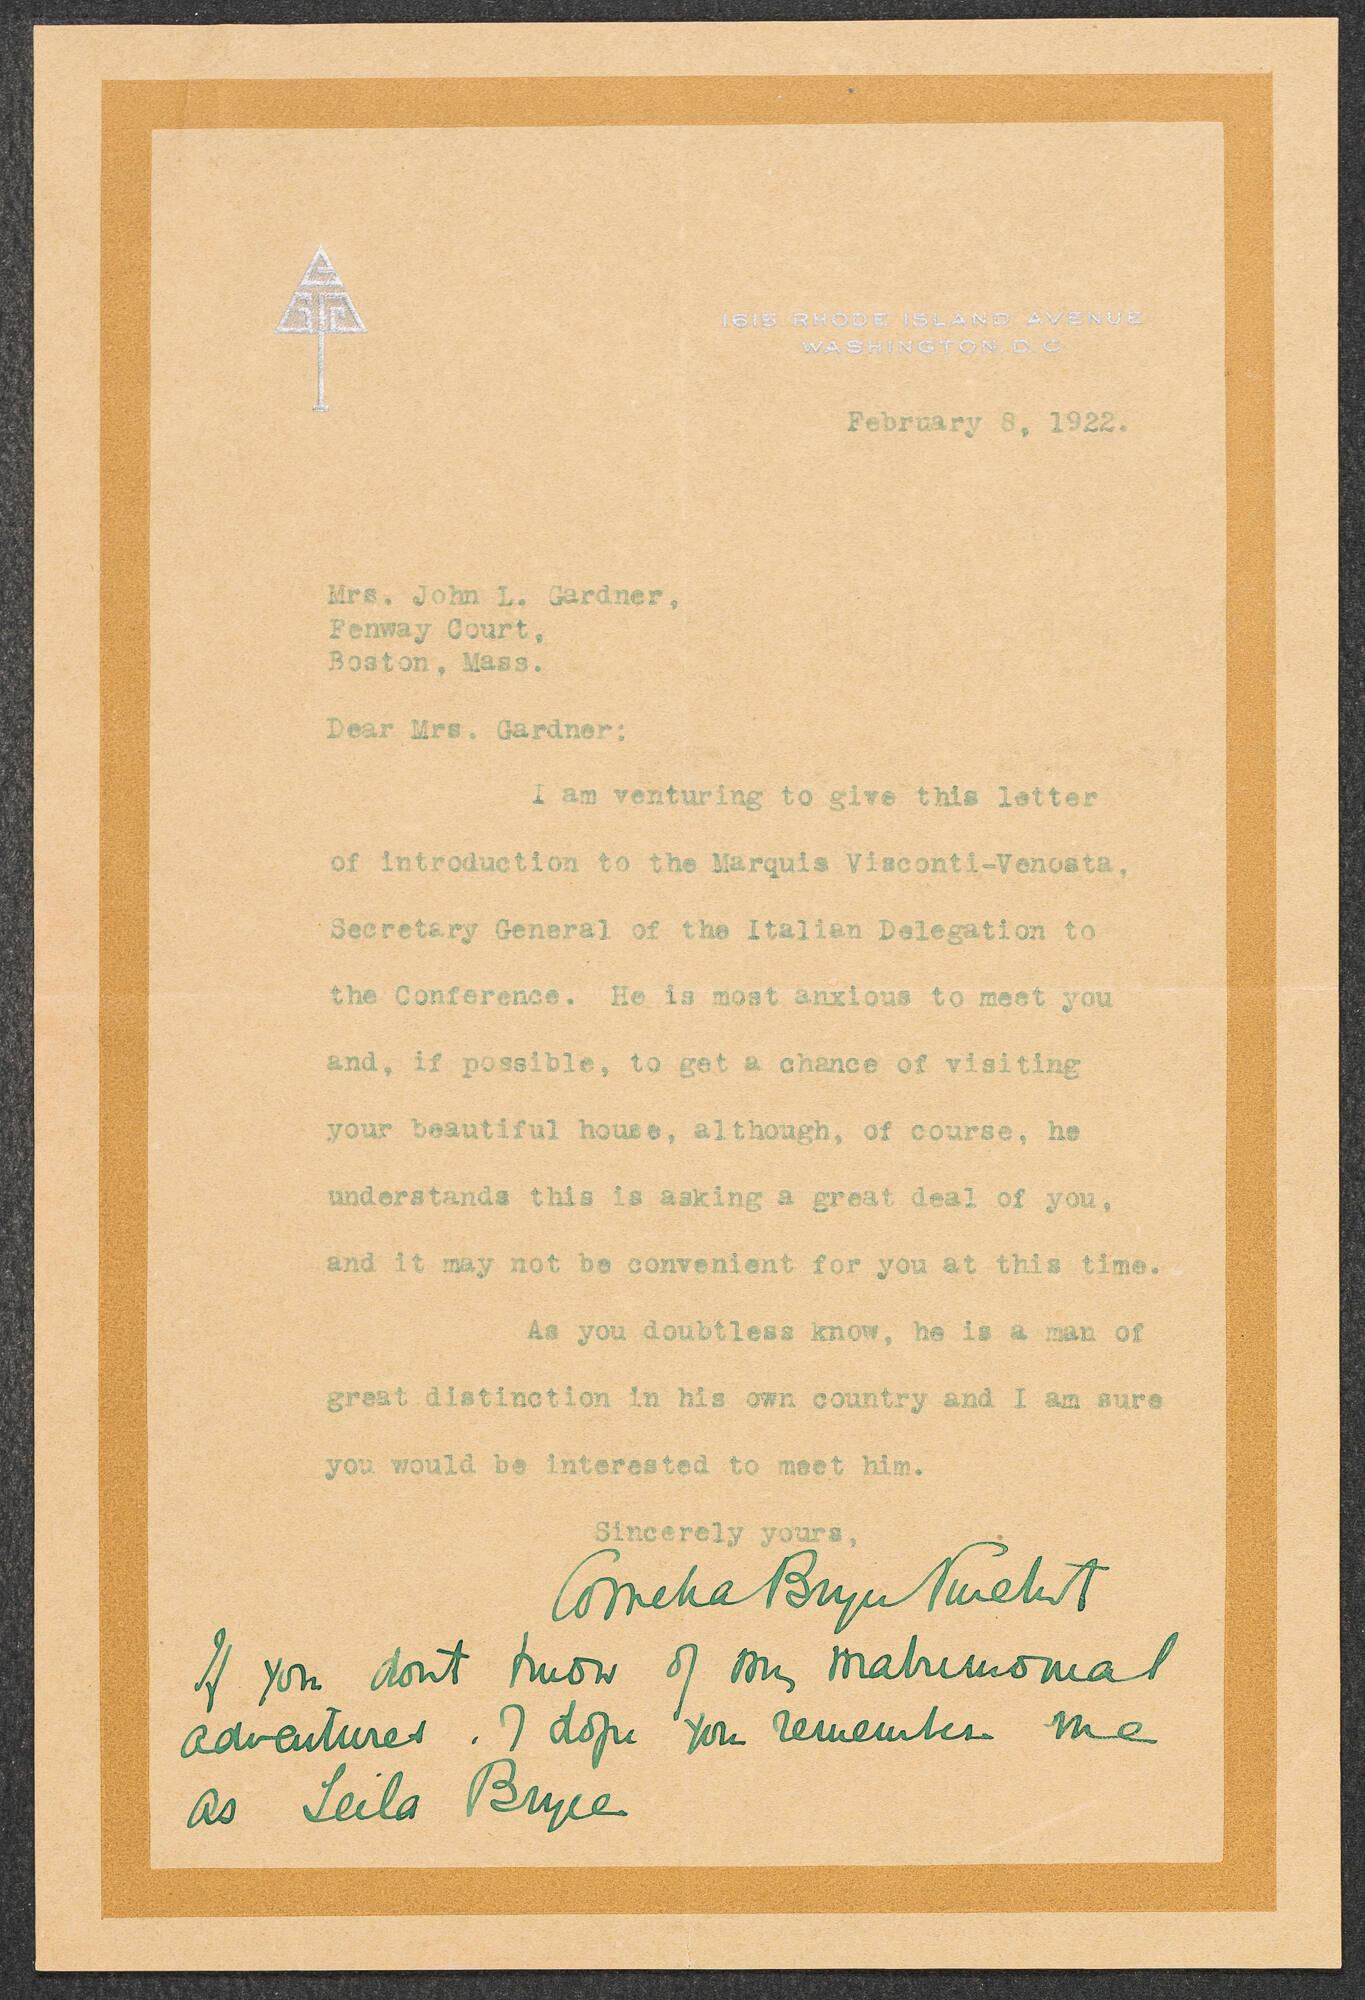 1615 RHODE ISLAND AVENUE
WASHINGTON D.C.
February 8, 1922.
Mrs. John L. Gardner,
Fenway Court,
Boston, Mass.
Dear Mrs. Gardner:
I am venturing to give this letter
of introduction to the Marquis Visconti-Venosta,
Secretary General of the Italian Delegation to
the Conference. He is most anxious to meet you
and, if possible, to get a chance of visiting
your beautiful house, although, of course, he
understands this is asking a great deal of you,
and it may not be convenient for you at this time.
As you doubtless know, he is a man of
great distinction in his own country and I am sure
you would be interested to meet him.
Sincerely yours,
Cornelia Bryce Pinchot
If you dont know of my matrimonial
adventures. I hope you remember me
as Leila Bryce